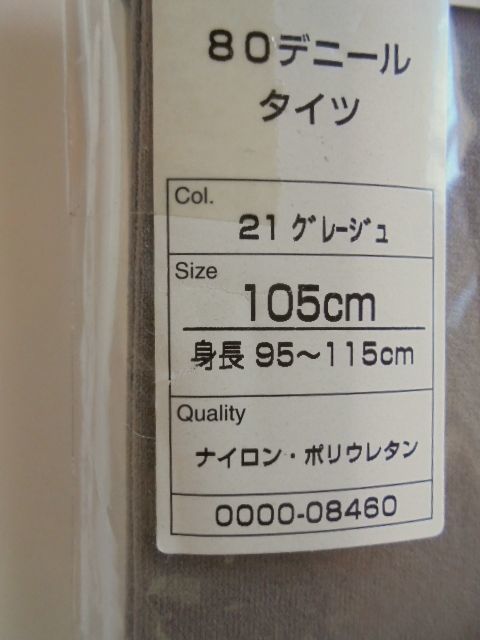 80デニール
タイツ
Col.
21 グレージュ
Size
105cm
身長 95～115cm
Quality
ナイロン・ポリウレタン
0000-08460